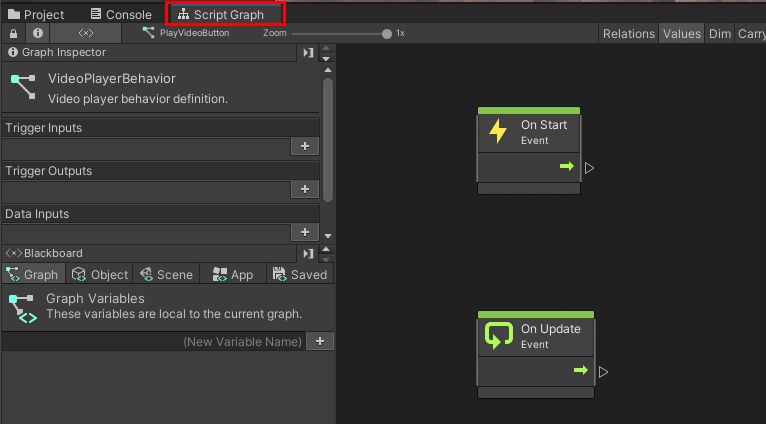 Project
Console
Script Graph
PlayVideoButton
Zoom
1x
Relations
Values
Dim
Carry
Graph Inspector
VideoPlayerBehavior
Video player behavior definition.
Trigger Inputs
Trigger Outputs
Data Inputs
Blackboard
Graph
Object
Scene
App
Saved
Graph Variables
These variables are local to the current graph.
(New Variable Name)
On Start
Event
On Update
Event